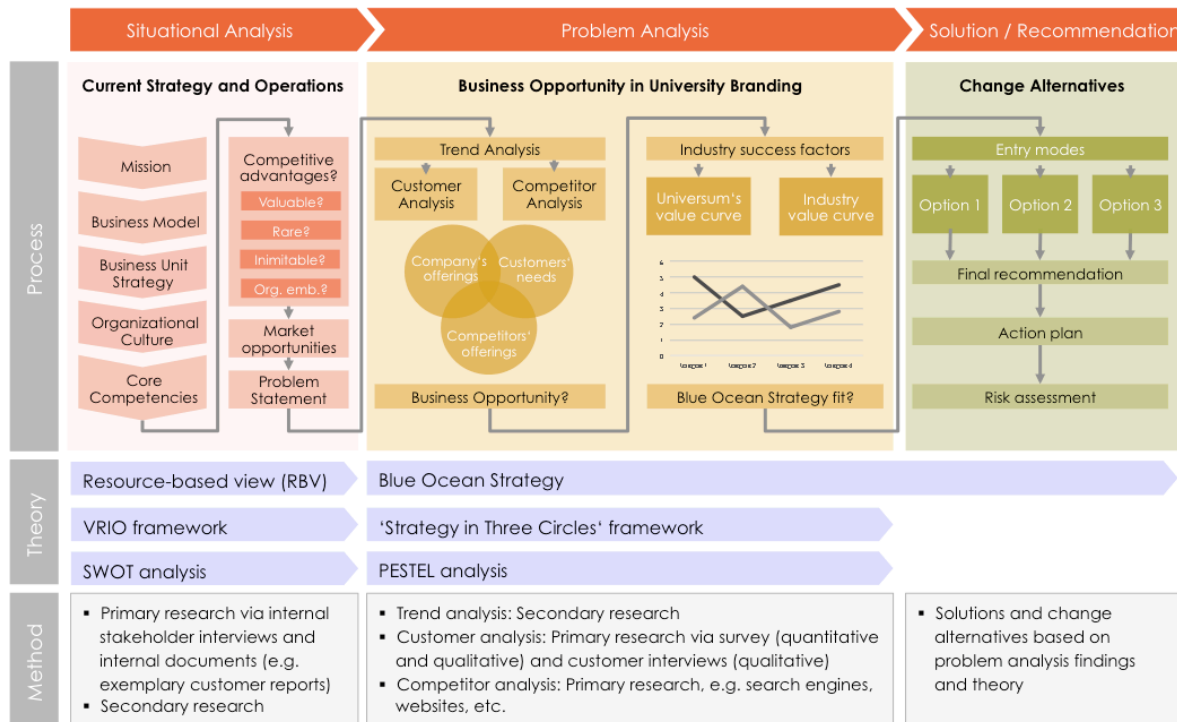 Situational Analysis
Problem Analysis
Solution / Recommendation
Process
Current Strategy and Operations
Mission
Business Model
Business Unit
Strategy
Organizational
Culture
Core
Competencies
Competitive
advantages?
Valuable?
Rare?
Inimitable?
Org. emb.?
Market
opportunities
Problem
Statement
Business Opportunity in University Branding
Trend Analysis
Customer
Analysis
Competitor
Analysis
Company's
offerings
Customers'
needs
Competitors'
offerings
Business Opportunity?
Industry success factors
Universum's
value curve
Industry
value curve
6
5
4
3
2
1
0
Blue Ocean Strategy fit?
Change Alternatives
Entry modes
Option 1
Option 2
Option 3
Final recommendation
Action plan
Risk assessment
Theory
Resource-based view (RBV)
Blue Ocean Strategy
VRIO framework
‘Strategy in Three Circles‘ framework
SWOT analysis
PESTEL analysis
Method
▪ Primary research via internal
stakeholder interviews and
internal documents (e.g.
exemplary customer reports)
▪ Secondary research
▪ Trend analysis: Secondary research
▪ Customer analysis: Primary research via survey (quantitative
and qualitative) and customer interviews (qualitative)
▪ Competitor analysis: Primary research, e.g. search engines,
websites, etc.
▪ Solutions and change
alternatives based on
problem analysis findings
and theory